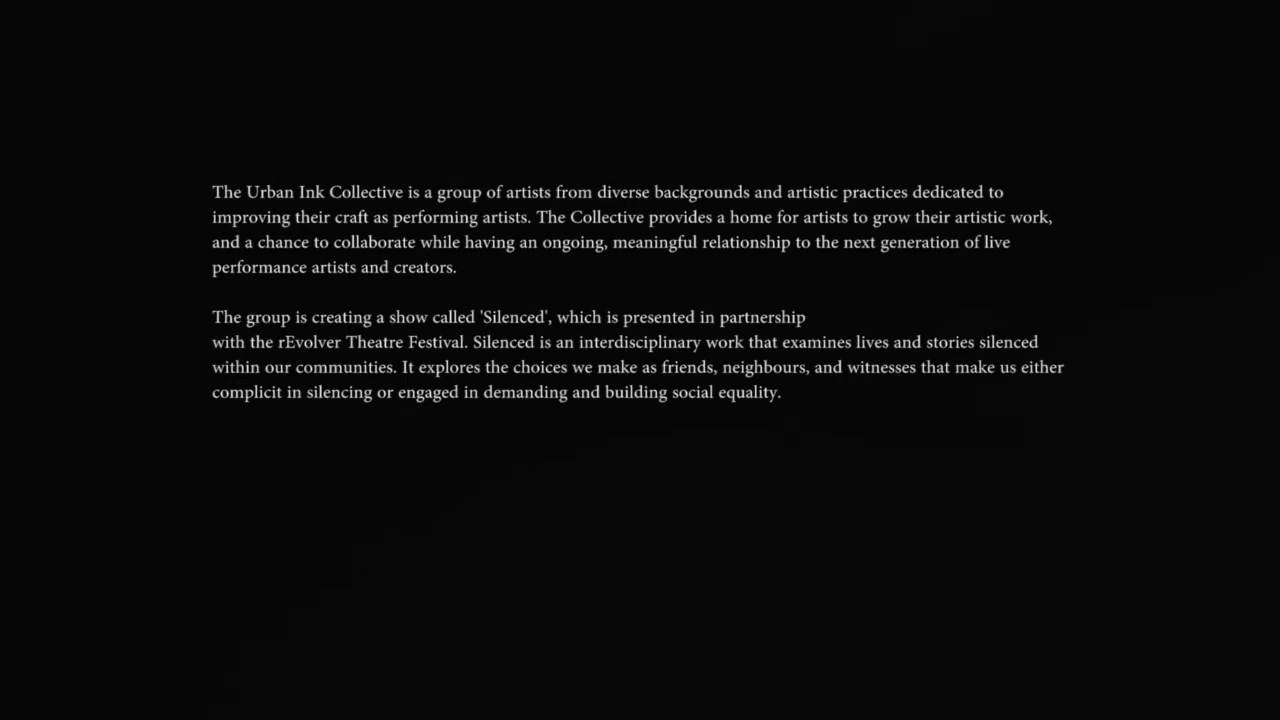 The Urban Ink Collective is a group of artists from diverse backgrounds and artistic practices dedicated to
improving their craft as performing artists. The Collective provides a home for artists to grow their artistic work,
and a chance to collaborate while having an ongoing, meaningful relationship to the next generation of live
performance artists and creators.
The group is creating a show called 'Silenced', which is presented in partnership
with the rEvolver Theatre Festival. Silenced is an interdisciplinary work that examines lives and stories silenced
within our communities. It explores the choices we make as friends, neighbours, and witnesses that make us either
complicit in silencing or engaged in demanding and building social equality.